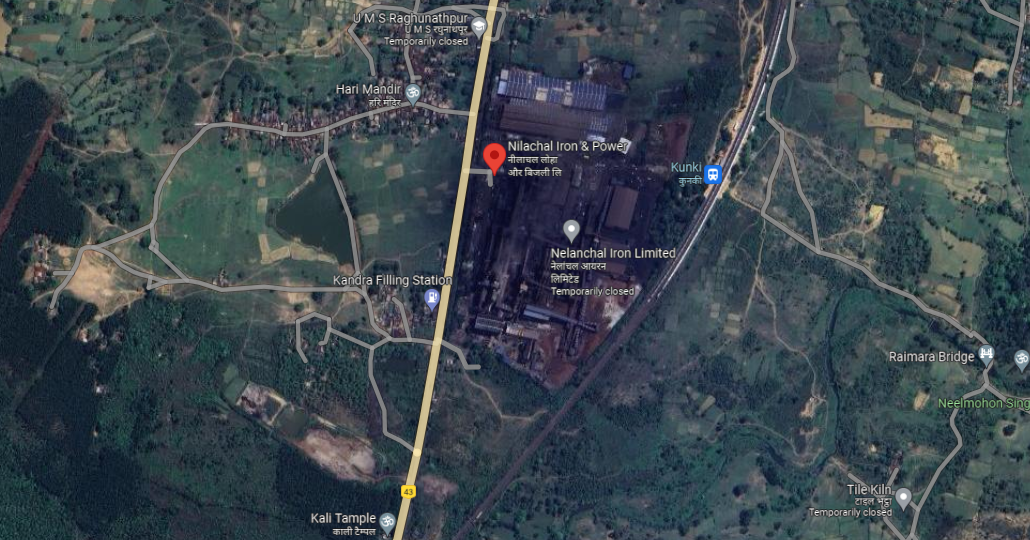 U M S Raghunathpur
U M S रघुनाथपुर
Temporarily closed
Hari Mandir
हरि मंदिर
Nilachal Iron & Power
नीलाचल लोहा
और बिजली लि
Kunki
कुनकी
Nelanchal Iron Limited
नेलांचल आयरन
लिमिटेड
Temporarily closed
Kandra Filling Station
Raimara Bridge
Neelmohon Sing
43
Tile Kiln
टाइल भट्ठा
Temporarily closed
Kali Tample
काली टैम्पल